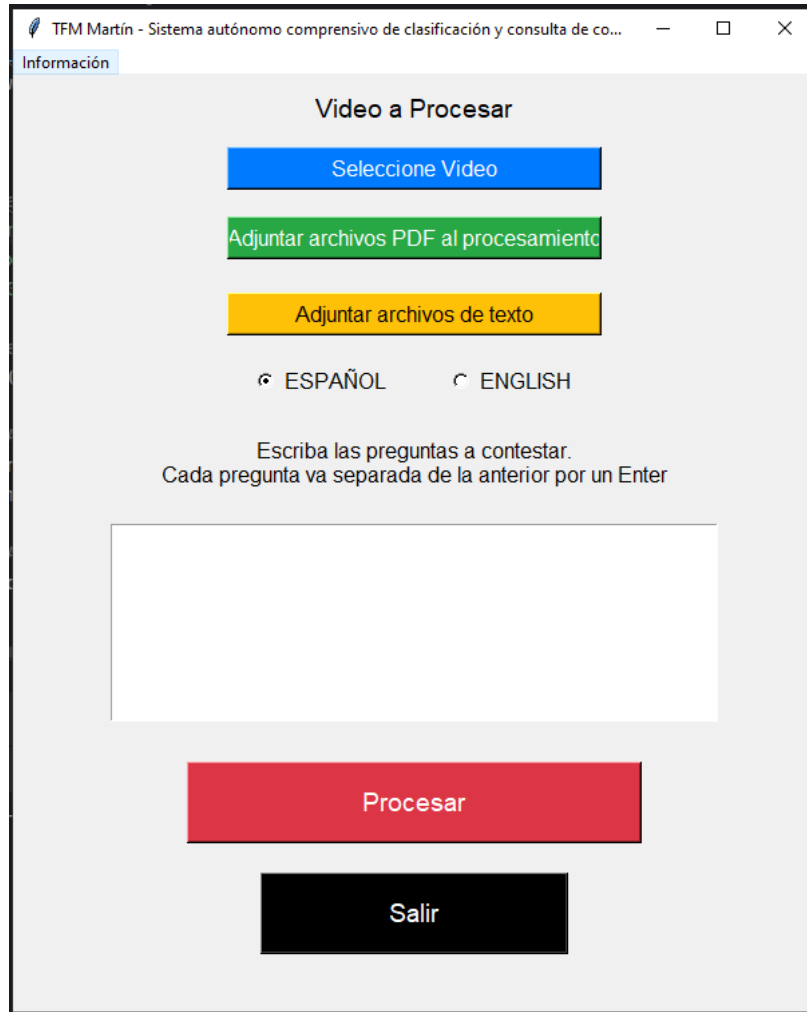 TFM Martín - Sistema autónomo comprensivo de clasificación y consulta de co...
Información
Video a Procesar
Seleccione Video
Adjuntar archivos PDF al procesamiento
Adjuntar archivos de texto
ESPAÑOL ENGLISH
Escriba las preguntas a contestar.
Cada pregunta va separada de la anterior por un Enter
Procesar
Salir